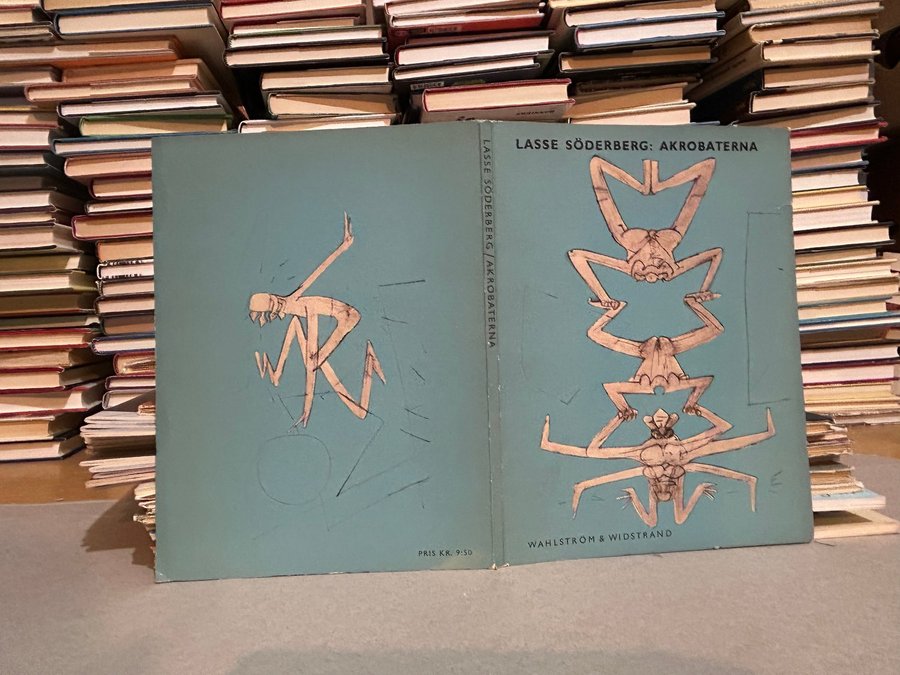 LASSE SÖDERBERG: AKROBATERNA
LASSE SÖDERBERG/AKROBATERNA
WAHLSTRÖM & WIDSTRAND
PRIS KR. 9:50